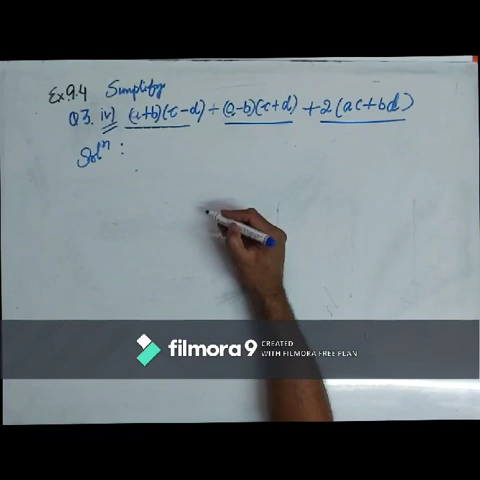 Ex 9.4 Simplify
Q3. iv) (a+b)(c-d) + (a-b)(c+d) + 2(ac+bd)
Solⁿ :
filmora 9 CREATED
WITH FILMORA FREE PLAN